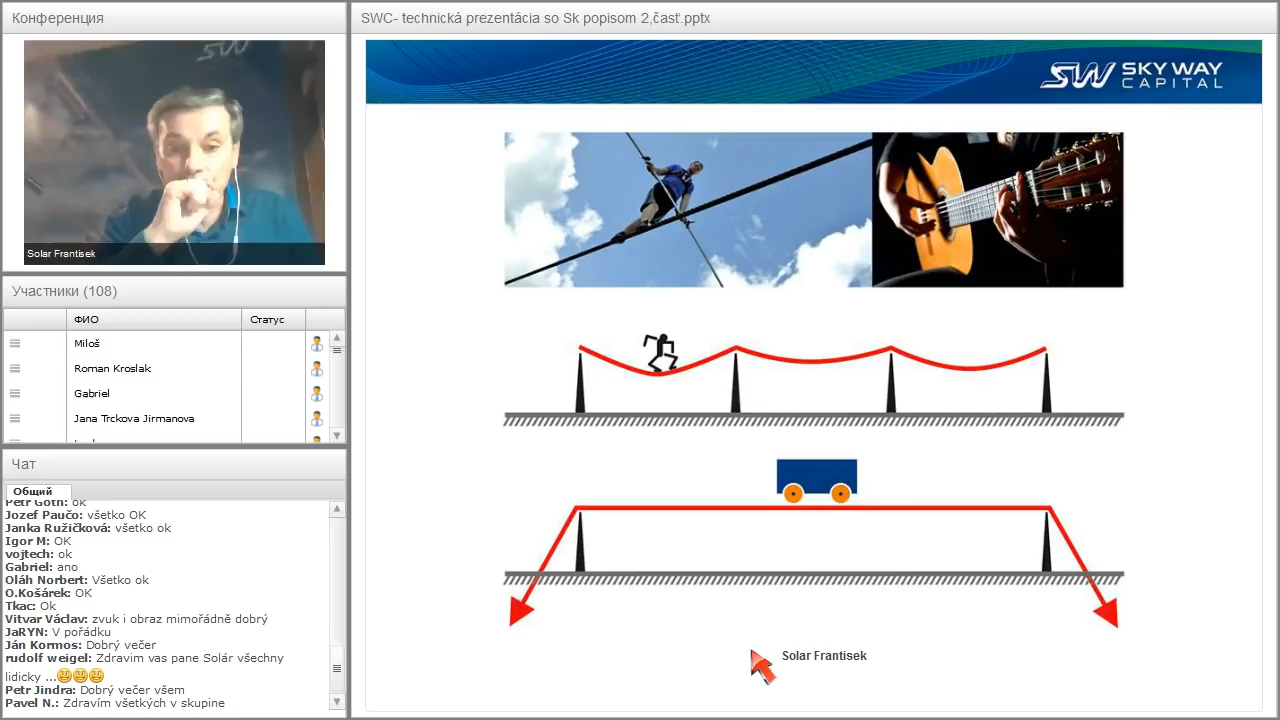 Конференция
SWC- technická prezentácia so Sk popisom 2,časť.pptx
SW
SKY WAY
CAPITAL
SW
Solar Frantisek
Участники (108)
ФИО
Статус
Miloš
Roman Kroslak
Gabriel
Jana Trckova Jirmanova
Чат
Общий
Petr Goth: ok
Jozef Paučo: všetko OK
Janka Ružičková: všetko ok
Igor M: OK
vojtech: ok
Gabriel: ano
Oláh Norbert: Všetko ok
O.Košárek: OK
Tkac: Ok
Vitvar Václav: zvuk i obraz mimořádně dobrý
JaRYN: V pořádku
Ján Kormos: Dobrý večer
rudolf weigel: Zdravim vas pane Solár všechny
lidicky ...
Petr Jindra: Dobrý večer všem
Pavel N.: Zdravím všetkých v skupine
Solar Frantisek